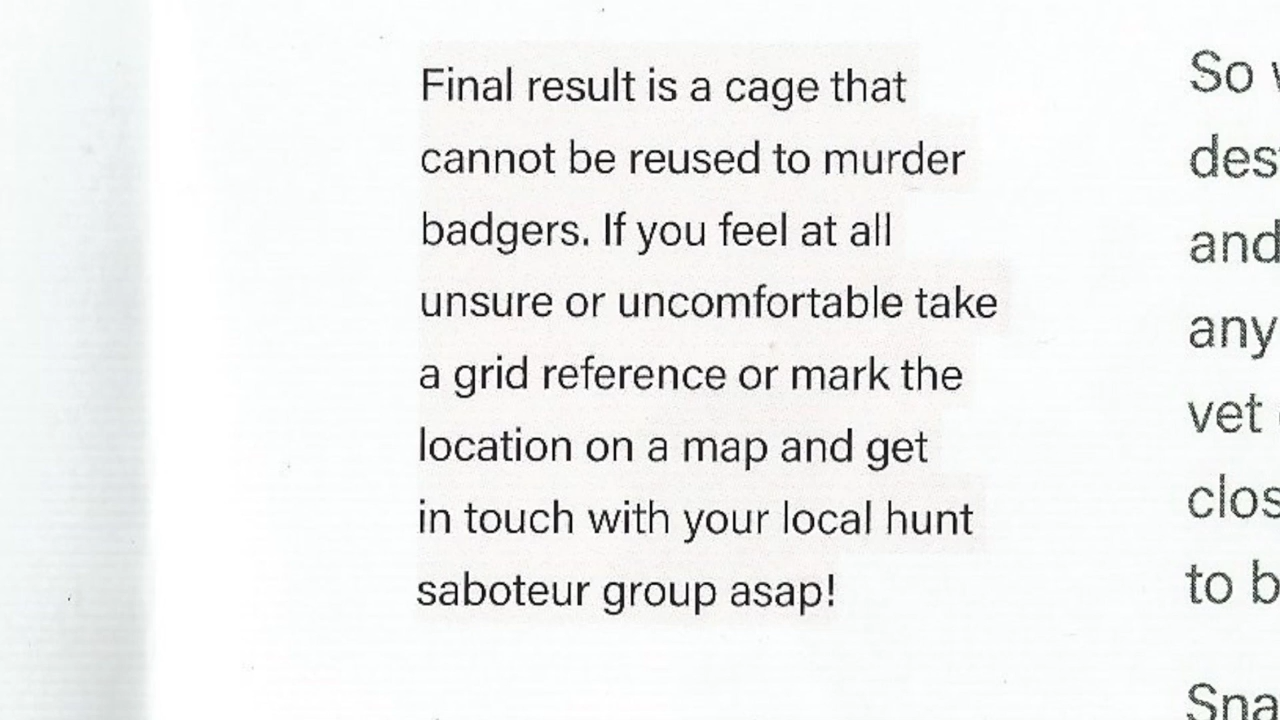 Final result is a cage that
cannot be reused to murder
badgers. If you feel at all
unsure or uncomfortable take
a grid reference or mark the
location on a map and get
in touch with your local hunt
saboteur group asap!
So
and
any
vet
to